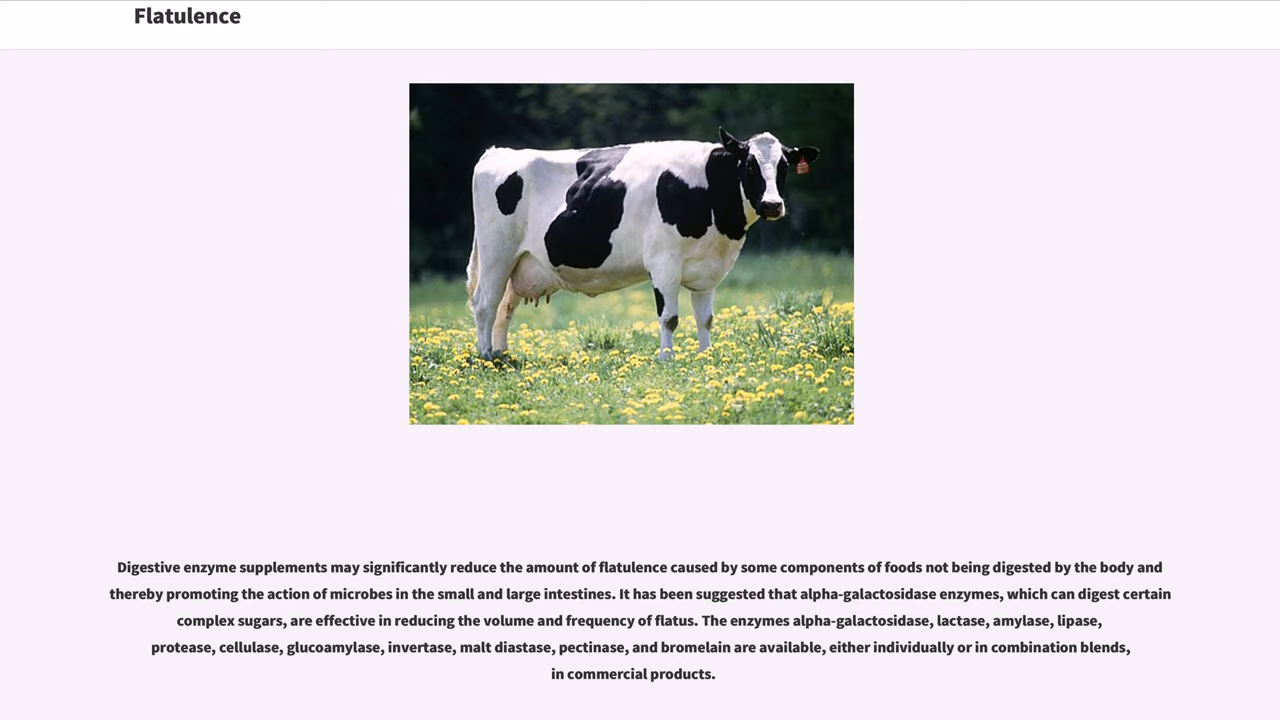 Flatulence
Digestive enzyme supplements may significantly reduce the amount of flatulence caused by some components of foods not being digested by the body and
thereby promoting the action of microbes in the small and large intestines. It has been suggested that alpha-galactosidase enzymes, which can digest certain
complex sugars, are effective in reducing the volume and frequency of flatus. The enzymes alpha-galactosidase, lactase, amylase, lipase,
protease, cellulase, glucoamylase, invertase, malt diastase, pectinase, and bromelain are available, either individually or in combination blends,
in commercial products.